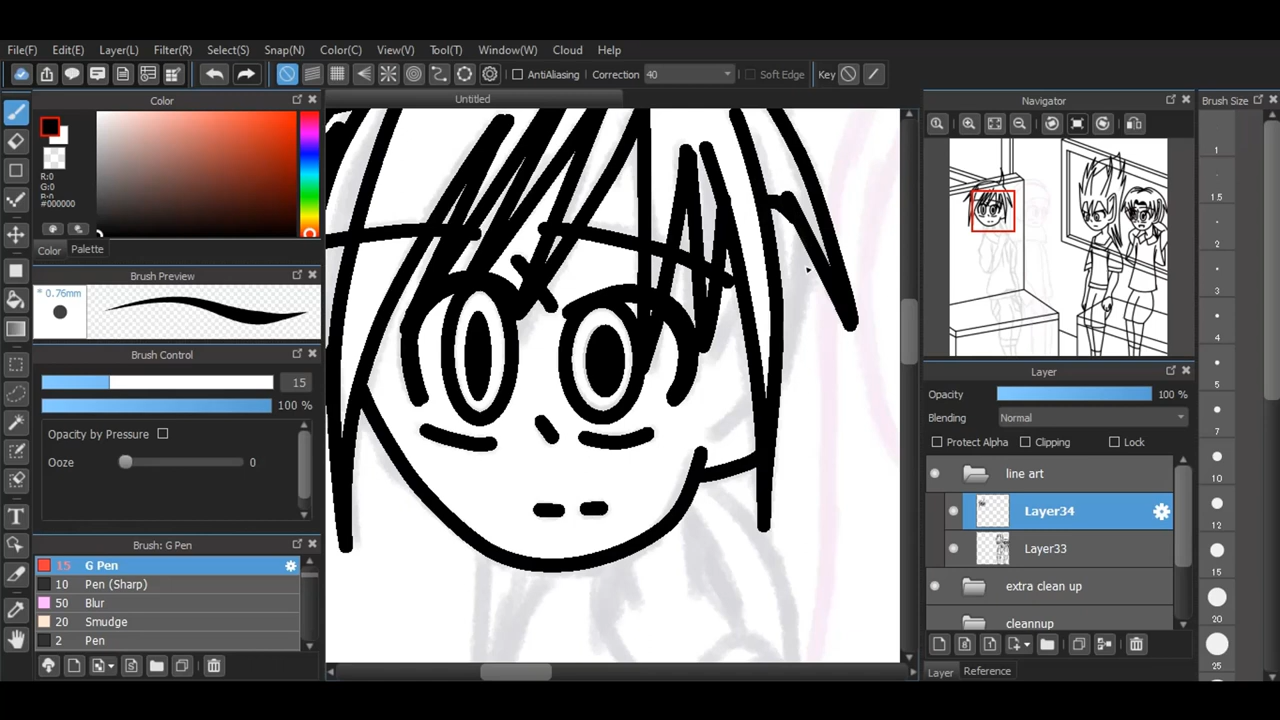 File(F) Edit(E) Layer(L) Filter(R) Select(S) Snap(N) Color(C) View(V) Tool(T) Window(W) Cloud Help
AntiAliasing Correction 40 Soft Edge Key
Color
R:0
G:0
B:0
#000000
Color Palette
Brush Preview
* 0.76mm
Brush Control
15
100 %
Opacity by Pressure
Ooze 0
Brush: G Pen
15 G Pen
10 Pen (Sharp)
50 Blur
20 Smudge
2 Pen
Untitled
Navigator
Layer
Opacity 100 %
Blending Normal
Protect Alpha Clipping Lock
line art
Layer34
Layer33
extra clean up
cleannup
Layer Reference
Brush Size
1
1.5
2
3
4
5
7
10
12
15
20
25